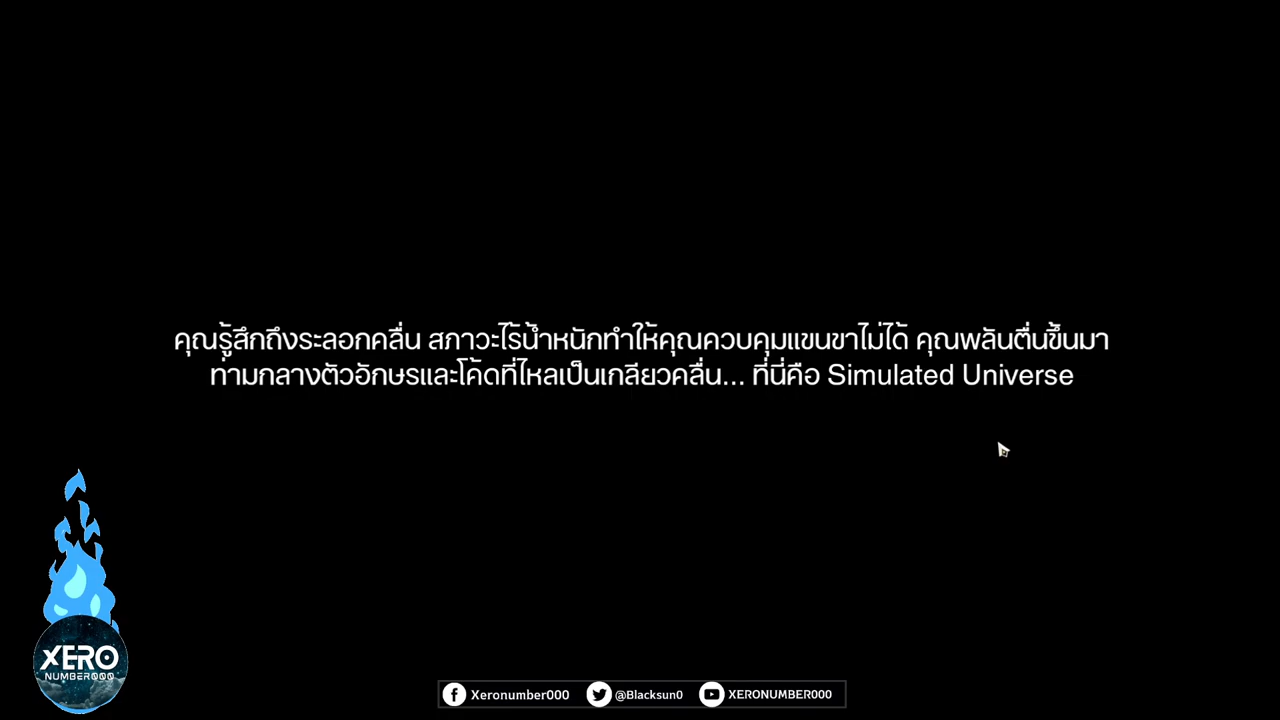 คุณรู้สึกถึงระลอกคลื่น สภาวะไร้น้ำหนักทำให้คุณควบคุมแขนขาไม่ได้ คุณพลันตื่นขึ้นมา
ท่ามกลางตัวอักษรและโค้ดที่ไหลเป็นเกลียวคลื่น... ที่นี่คือ Simulated Universe
XERO
NUMBER000
Xeronumber000 @Blacksun0 XERONUMBER000